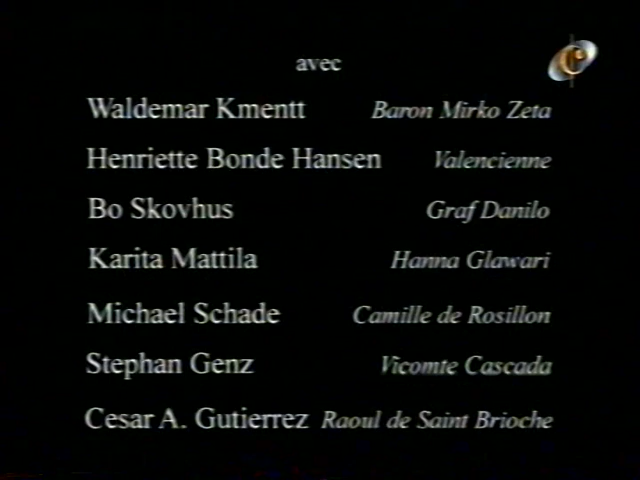 avec
Waldemar Kmentt Baron Mirko Zeta
Henriette Bonde Hansen Valencienne
Bo Skovhus Graf Danilo
Karita Mattila Hanna Glawari
Michael Schade Camille de Rosillon
Stephan Genz Vicomte Cascada
Cesar A. Gutierrez Raoul de Saint Brioche